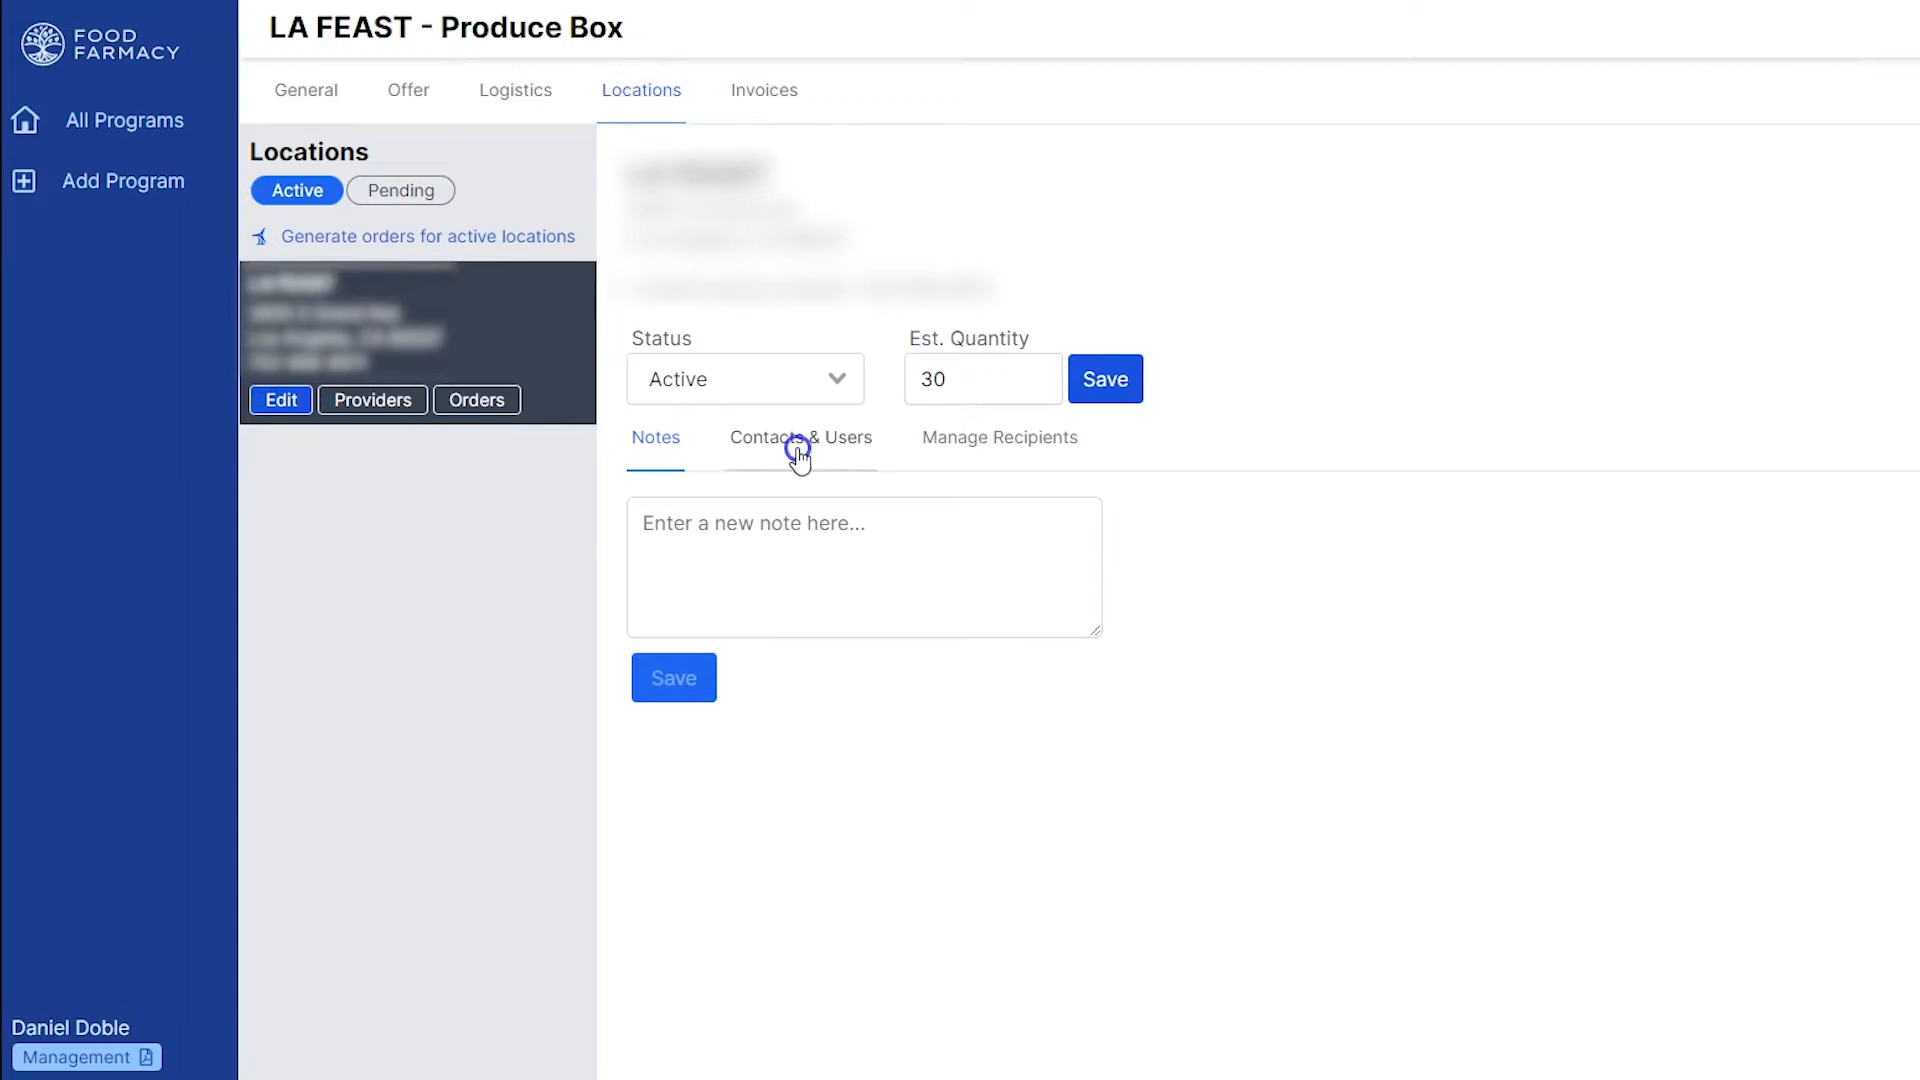 FOOD
FARMACY
All Programs
Add Program
LA FEAST - Produce Box
General
Offer
Logistics
Locations
Invoices
Locations
Active
Pending
Generate orders for active locations
Edit
Providers
Orders
Status
Active
Est. Quantity
30
Save
Notes
Contacts & Users
Manage Recipients
Enter a new note here...
Save
Daniel Doble
Management